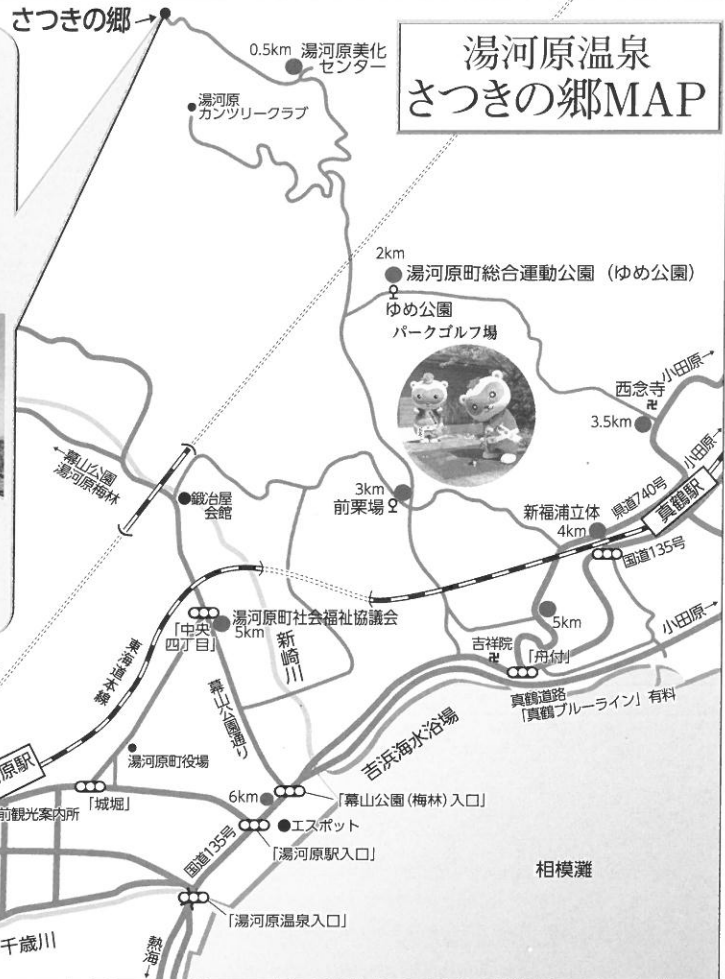 さつきの郷→
湯河原温泉
さつきの郷MAP
0.5km
湯河原美化
センター
湯河原
カンツリークラブ
2km
湯河原町総合運動公園（ゆめ公園）
ゆめ公園
パークゴルフ場
小田原→
西念寺
3.5km
小田原→
←幕山公園
湯河原梅林
鍛冶屋
会館
3km
前栗場
県道740号
真鶴駅
新福浦立体
4km
国道135号
湯河原町社会福祉協議会
5km
「中央
四丁目」
新崎川
5km
小田原→
吉祥院
「舟付」
東海道本線
幕山公園通り
真鶴道路
「真鶴ブルーライン」有料
吉浜海水浴場
湯河原町役場
原駅
「城堀」
6km
「幕山公園(梅林)入口」
前観光案内所
エスポット
国道135号
「湯河原駅入口」
相模灘
「湯河原温泉入口」
千歳川
熱海→